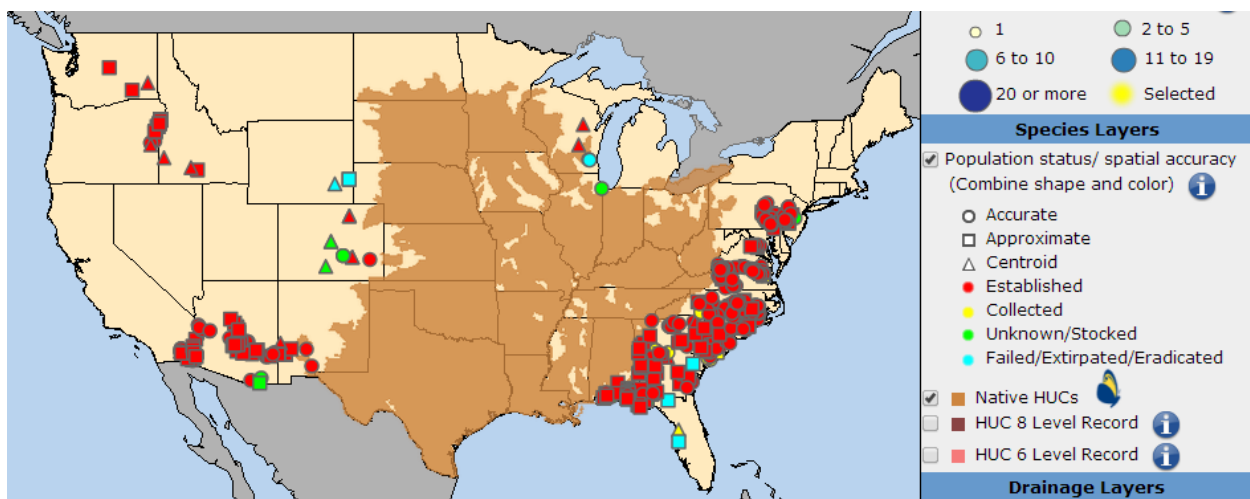 1 2 to 5
6 to 10 11 to 19
20 or more Selected
Species Layers
Population status/ spatial accuracy
(Combine shape and color) i
Accurate
Approximate
Centroid
Established
Collected
Unknown/Stocked
Failed/Extirpated/Eradicated
Native HUCs
HUC 8 Level Record i
HUC 6 Level Record i
Drainage Layers